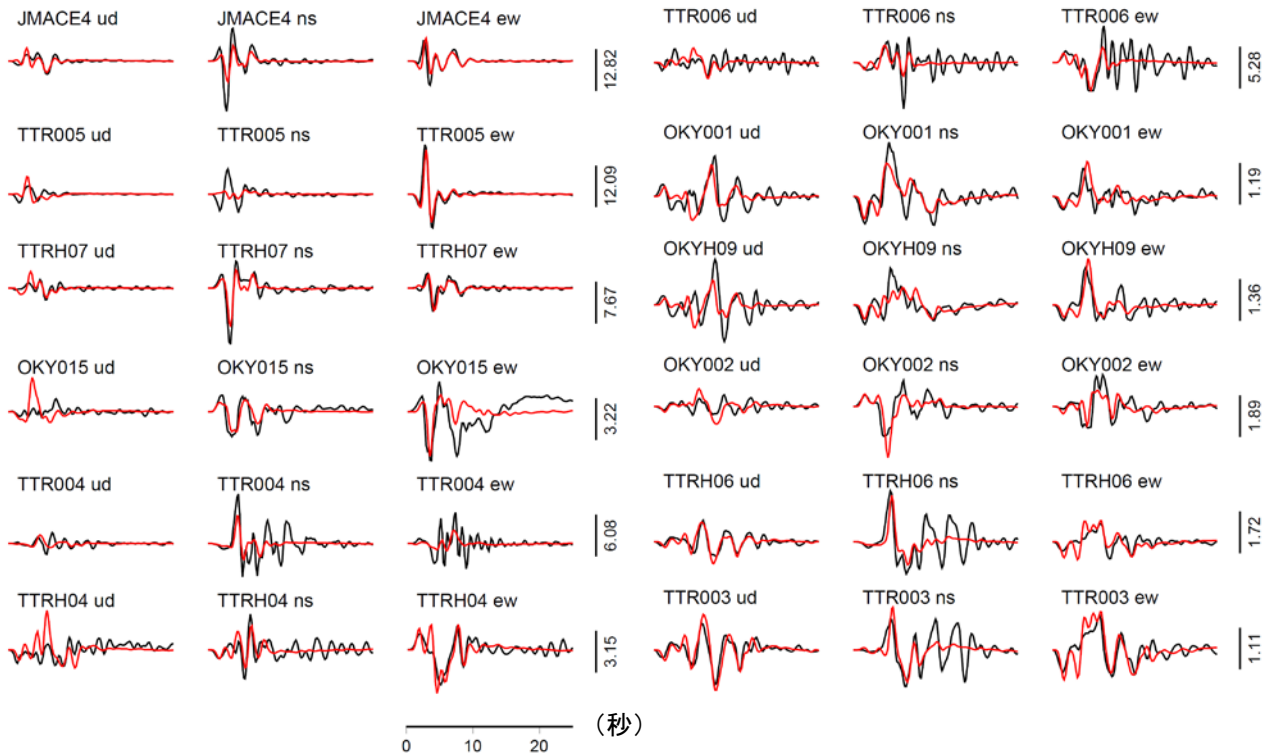 JMACE4 ud JMACE4 ns JMACE4 ew 12.82 TTR006 ud TTR006 ns TTR006 ew 5.28
TTR005 ud TTR005 ns TTR005 ew 12.09 OKY001 ud OKY001 ns OKY001 ew 1.19
TTRH07 ud TTRH07 ns TTRH07 ew 7.67 OKYH09 ud OKYH09 ns OKYH09 ew 1.36
OKY015 ud OKY015 ns OKY015 ew 3.22 OKY002 ud OKY002 ns OKY002 ew 1.89
TTR004 ud TTR004 ns TTR004 ew 6.08 TTRH06 ud TTRH06 ns TTRH06 ew 1.72
TTRH04 ud TTRH04 ns TTRH04 ew 3.15 TTR003 ud TTR003 ns TTR003 ew 1.11
0 20 （秒）